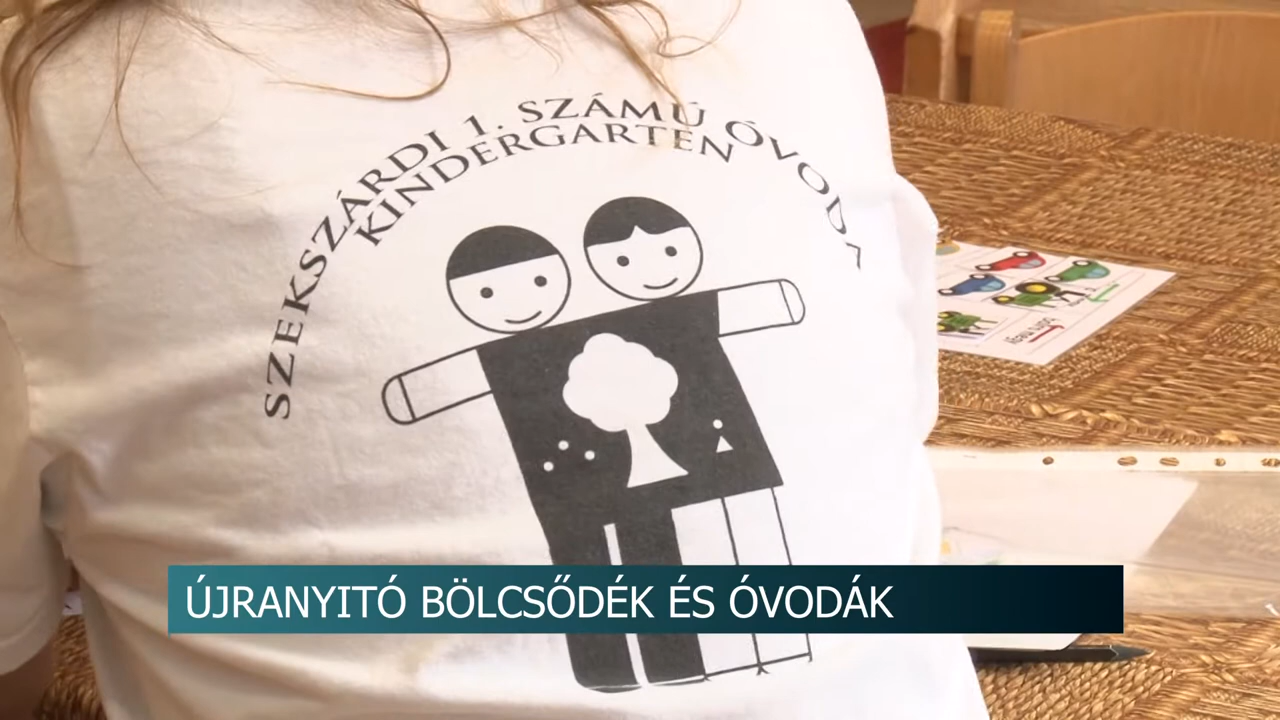 SZEKSZÁRDI 1. SZÁMÚ ÓVODA
KINDERGARTEN
ÚJRANYITÓ BÖLCSŐDÉK ÉS ÓVODÁK